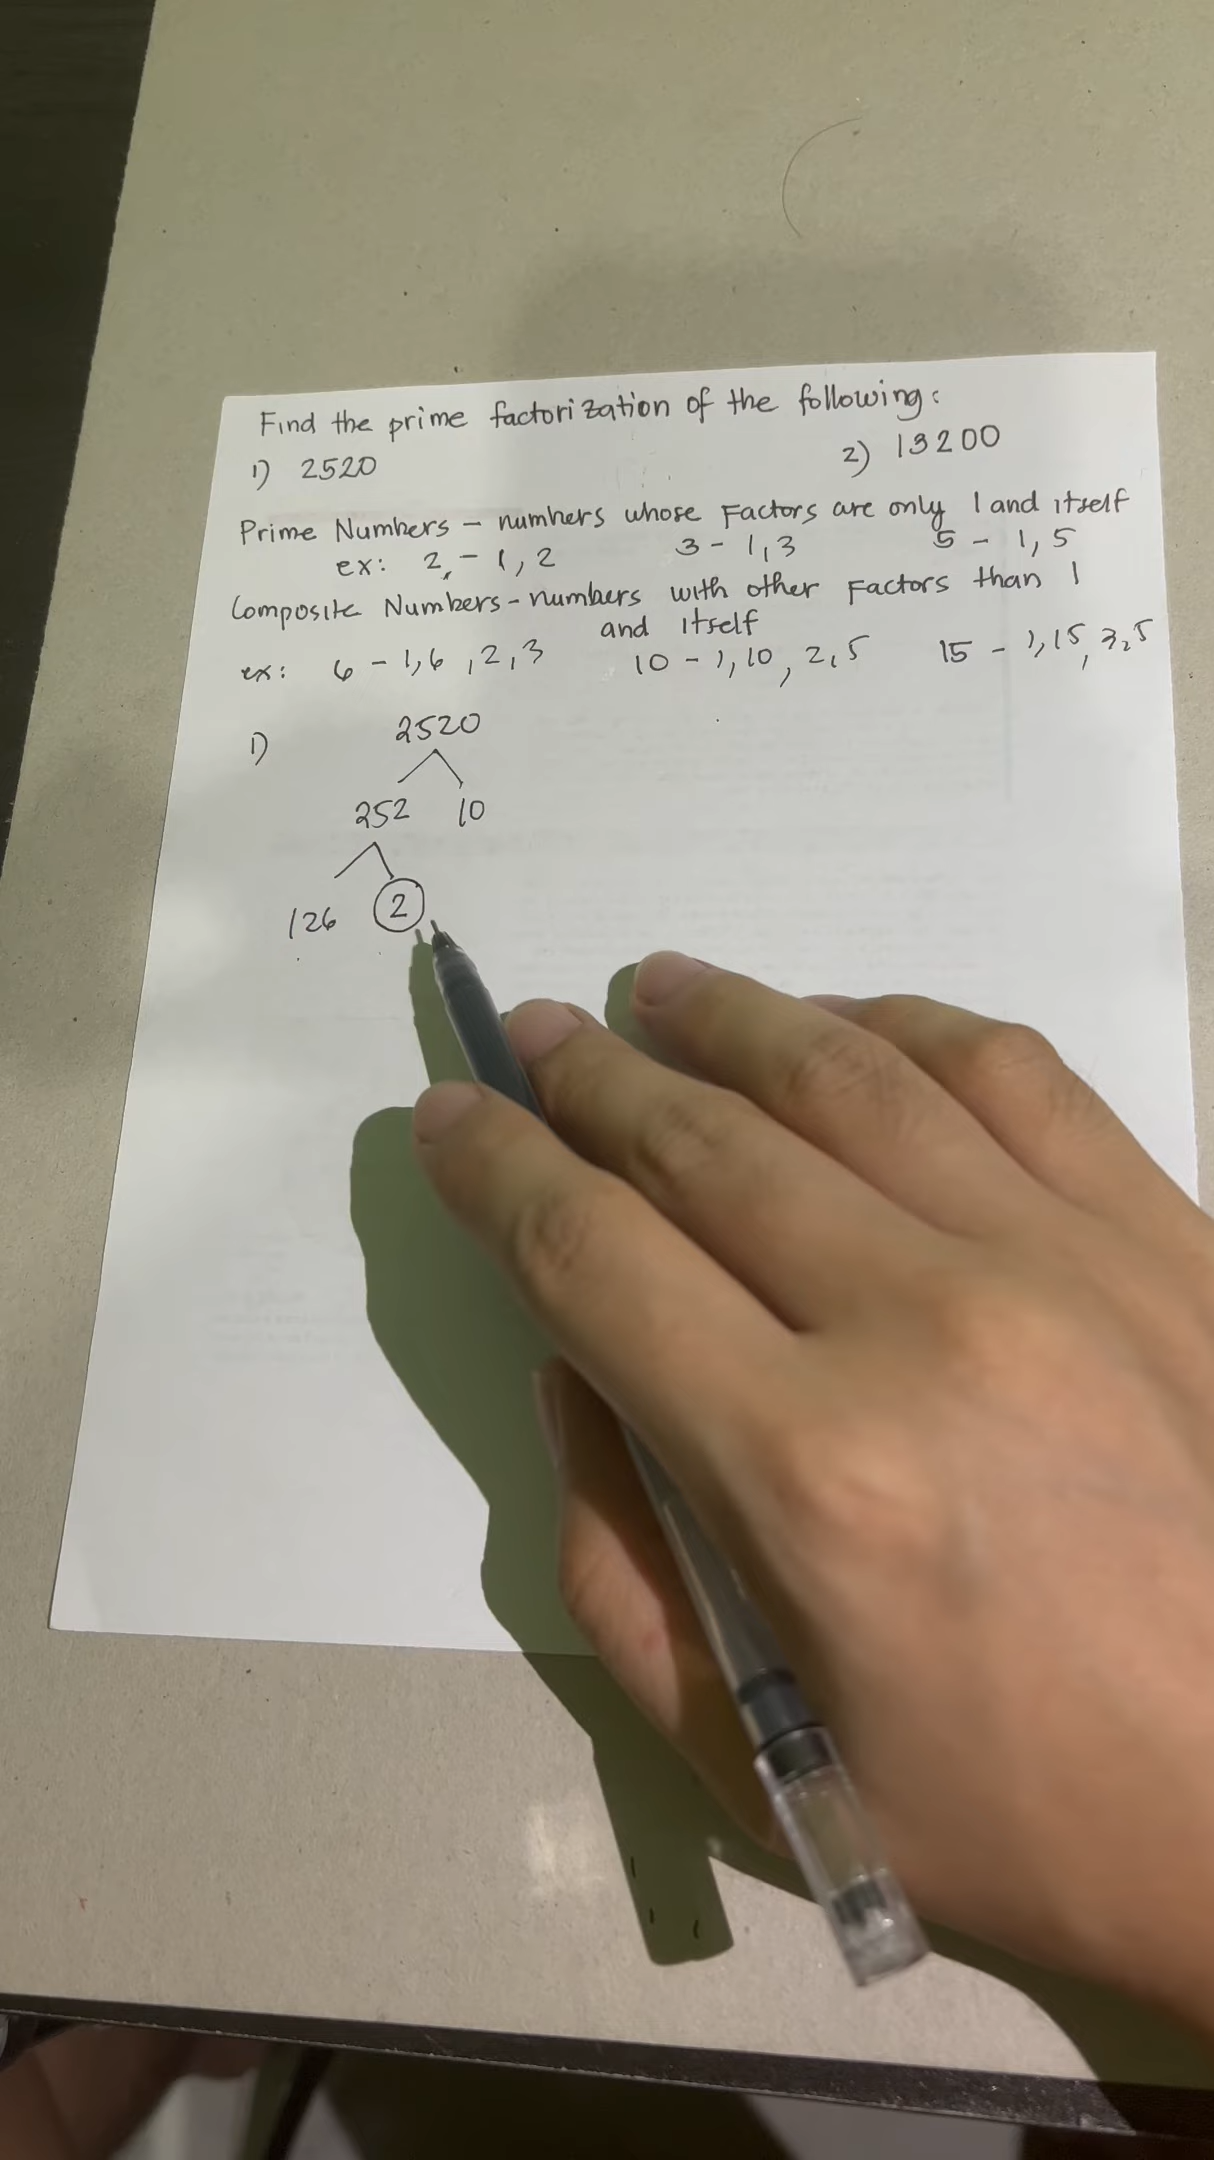 Find the prime factorization of the following:
1) 2520 2) 13200
Prime Numbers - numbers whose Factors are only 1 and itself
ex: 2 - 1, 2 3 - 1, 3 5 - 1, 5
Composite Numbers - numbers with other Factors than 1
and itself
ex: 6 - 1, 6, 2, 3 10 - 1, 10, 2, 5 15 - 1, 15, 3, 5
1) 2520
252 10
126 2